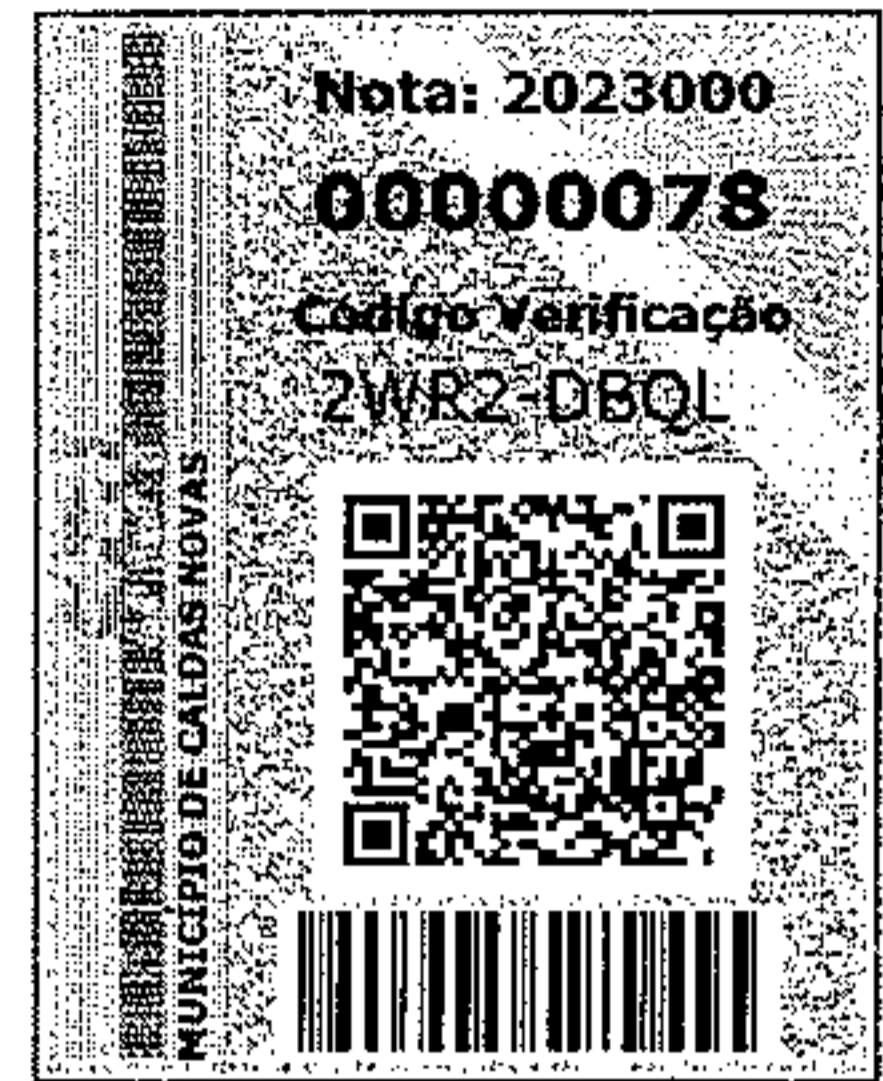 Nota: 2023000
00000078
Código Verificação
2WR2-DBQL
MUNICÍPIO DE CALDAS NOVAS